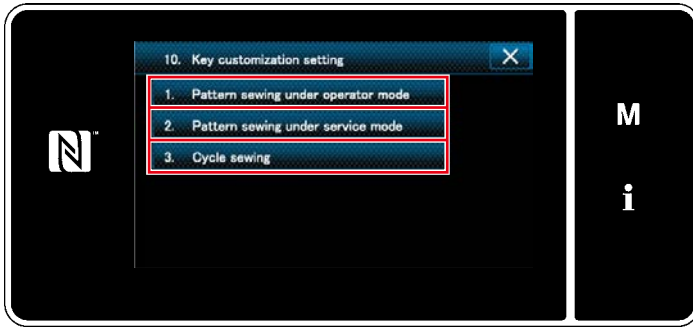 10. Key customization setting
1. Pattern sewing under operator mode
2. Pattern sewing under service mode
3. Cycle sewing
M
i